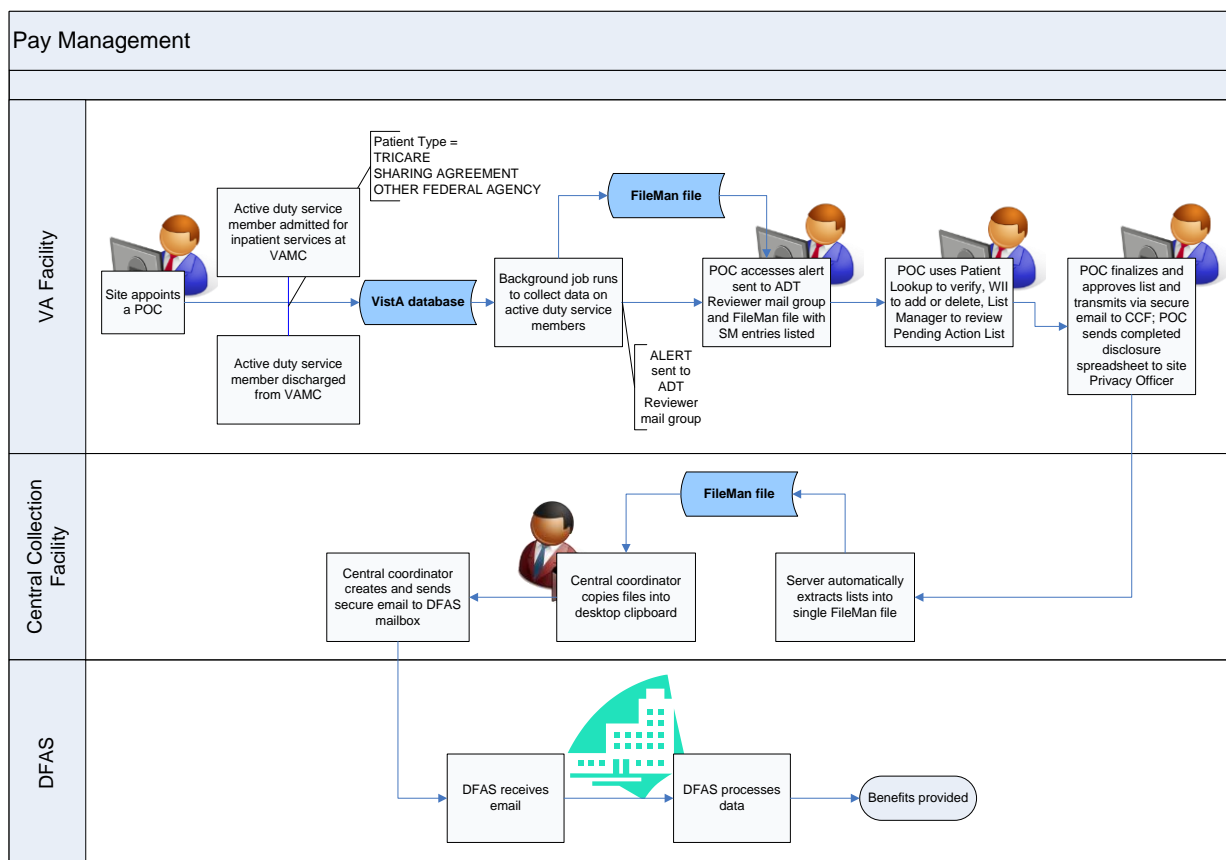 Pay Management
VA Facility
Patient Type =
TRICARE
SHARING AGREEMENT
OTHER FEDERAL AGENCY
Site appoints
a POC
Active duty service
member admitted for
inpatient services at
VAMC
Active duty service
member discharged
from VAMC
VistA database
Background job runs
to collect data on
active duty service
members
ALERT
sent to
ADT
Reviewer
mail group
FileMan file
POC accesses alert
sent to ADT
Reviewer mail group
and FileMan file with
SM entries listed
POC uses Patient
Lookup to verify, WII
to add or delete, List
Manager to review
Pending Action List
POC finalizes and
approves list and
transmits via secure
email to CCF; POC
sends completed
disclosure
spreadsheet to site
Privacy Officer
Central Collection
Facility
Server automatically
extracts lists into
single FileMan file
FileMan file
Central coordinator
copies files into
desktop clipboard
Central coordinator
creates and sends
secure email to DFAS
mailbox
DFAS
DFAS receives
email
DFAS processes
data
Benefits provided